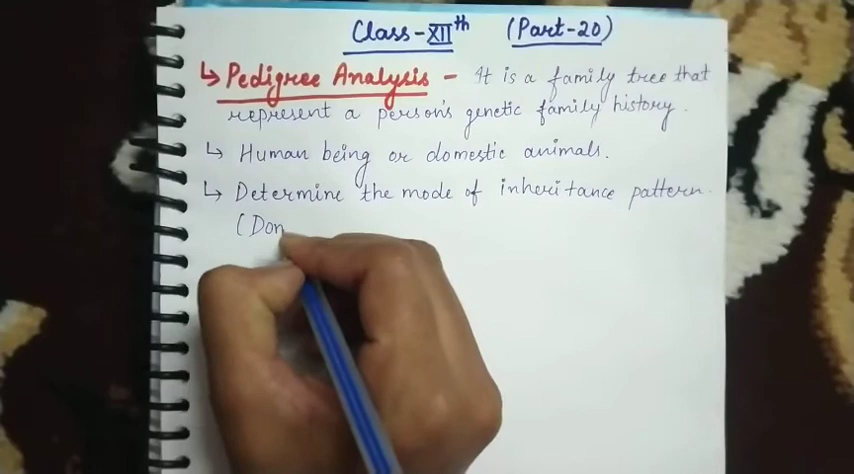 Class-XIIth (Part-20)
↳ Pedigree Analysis - It is a family tree that
represent a person's genetic family history.
↳ Human being or domestic animals.
↳ Determine the mode of inheritance pattern.
(Don